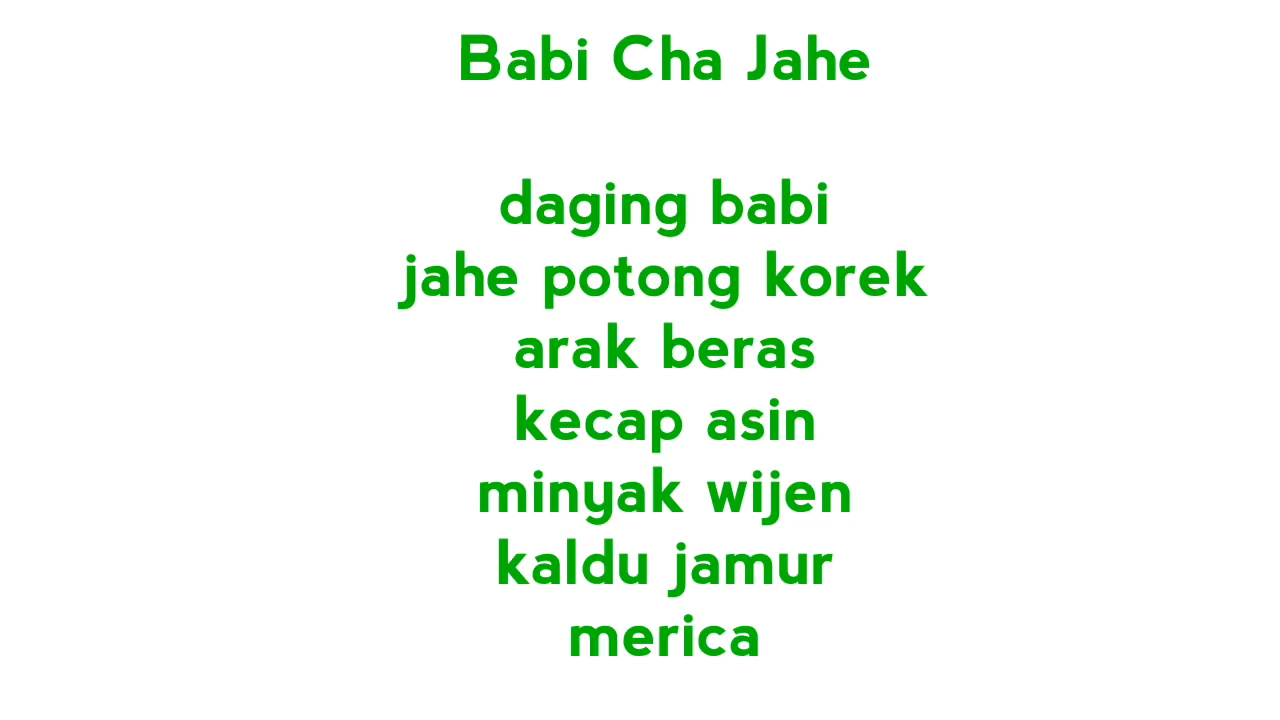 Babi Cha Jahe
daging babi
jahe potong korek
arak beras
kecap asin
minyak wijen
kaldu jamur
merica